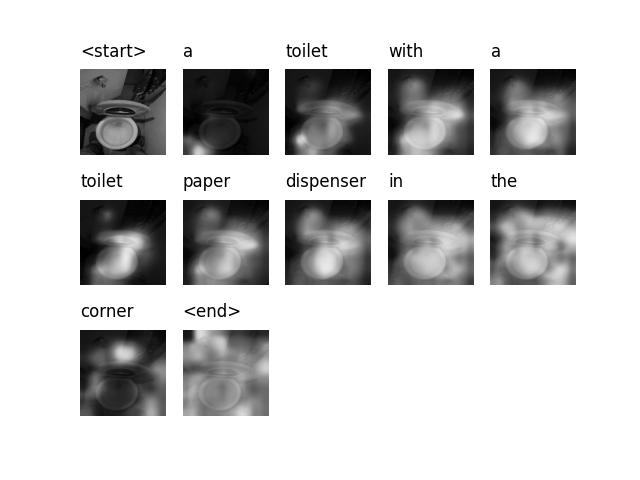 <start> a toilet with a
toilet paper dispenser in the
corner <end>